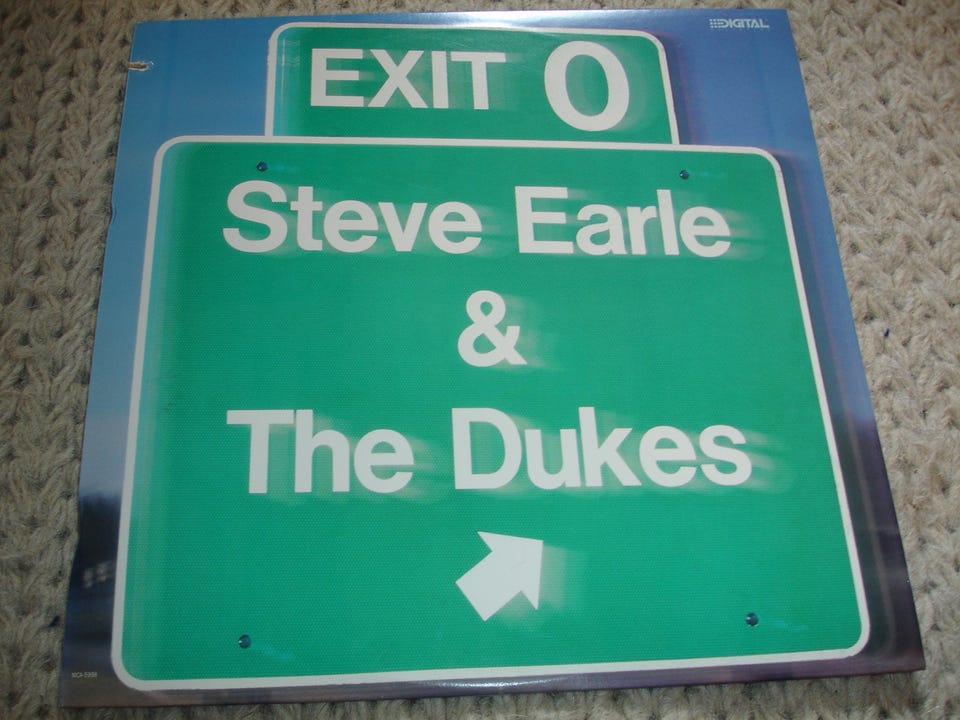 DIGITAL
EXIT 0
Steve Earle
&
The Dukes